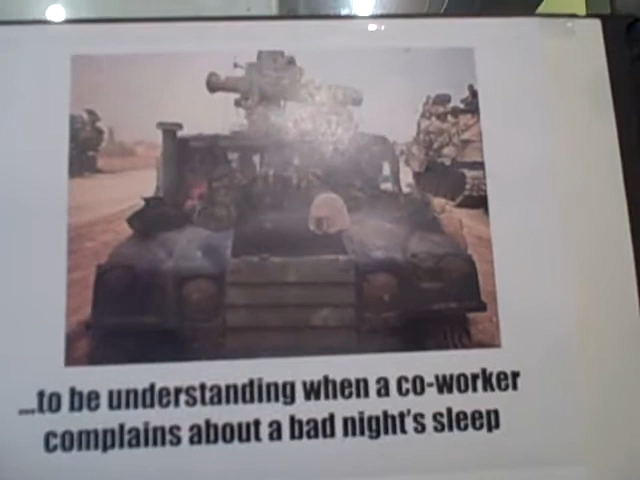 ...to be understanding when a co-worker
complains about a bad night's sleep